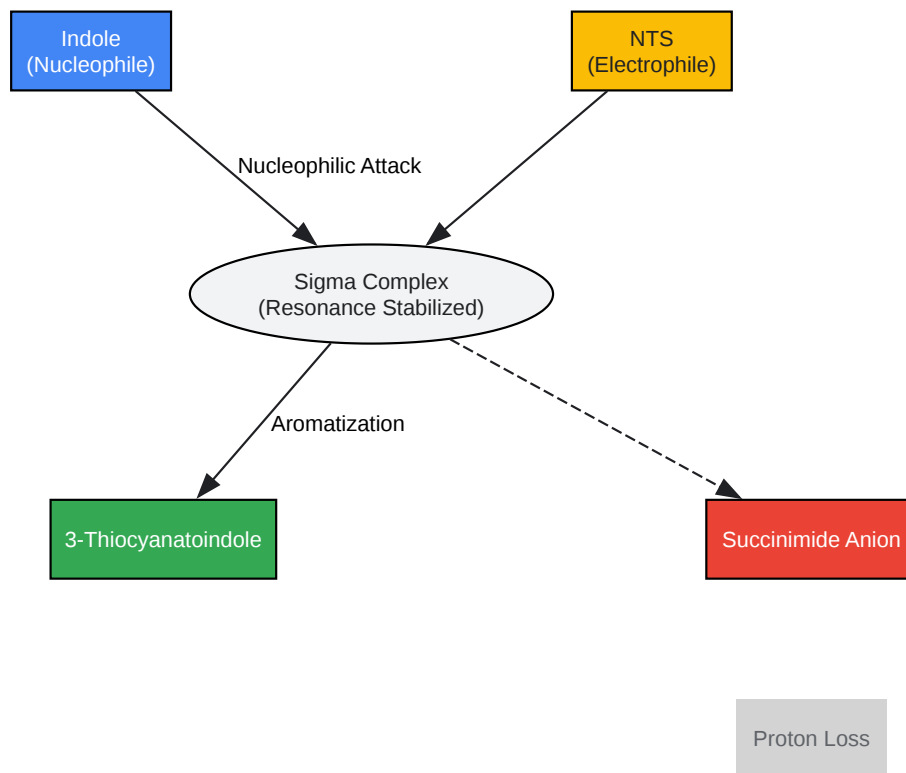 Indole
(Nucleophile)
NTS
(Electrophile)
Nucleophilic Attack
Sigma Complex
(Resonance Stabilized)
Aromatization
3-Thiocyanatoindole
Succinimide Anion
Proton Loss